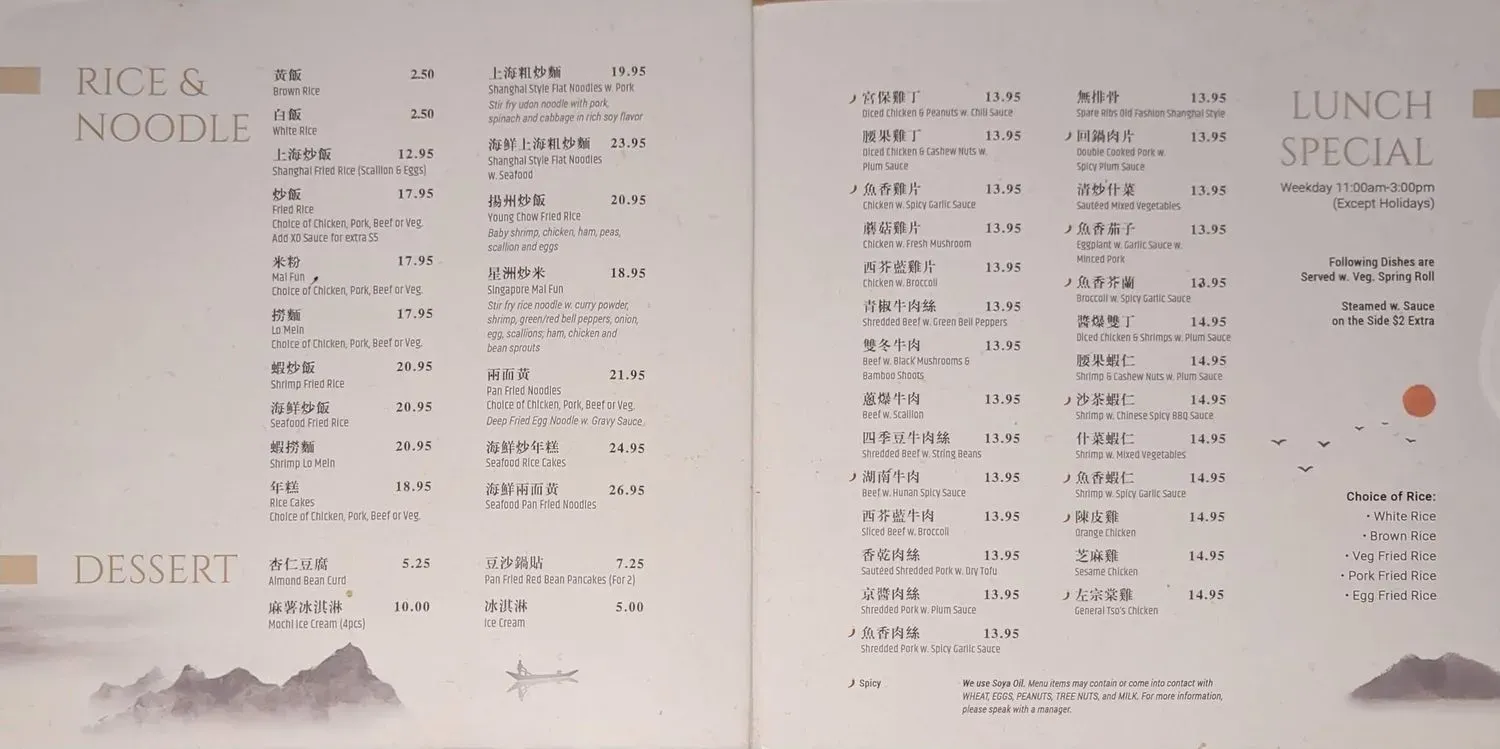 RICE &
NOODLE
黃飯 2.50
Brown Rice
白飯 2.50
White Rice
上海炒飯 12.95
Shanghai Fried Rice (Scallion & Eggs)
炒飯 17.95
Fried Rice
Choice of Chicken, Pork, Beef or Veg.
Add XO Sauce for extra $5
米粉 17.95
Mai Fun
Choice of Chicken, Pork, Beef or Veg.
撈麵 17.95
Lo Mein
Choice of Chicken, Pork, Beef or Veg.
蝦炒飯 20.95
Shrimp Fried Rice
海鮮炒飯 20.95
Seafood Fried Rice
蝦撈麵 20.95
Shrimp Lo Mein
年糕 18.95
Rice Cakes
Choice of Chicken, Pork, Beef or Veg.
上海粗炒麵 19.95
Shanghai Style Flat Noodles w. Pork
Stir fry udon noodle with pork,
spinach and cabbage in rich soy flavor
海鮮上海粗炒麵 23.95
Shanghai Style Flat Noodles
w. Seafood
揚州炒飯 20.95
Young Chow Fried Rice
Baby shrimp, chicken, ham, peas,
scallion and eggs
星洲炒米 18.95
Singapore Mai Fun
Stir fry rice noodle w. curry powder,
shrimp, green/red bell peppers, onion,
egg, scallions; ham, chicken and
bean sprouts
兩面黃 21.95
Pan Fried Noodles
Choice of Chicken, Pork, Beef or Veg.
Deep Fried Egg Noodle w. Gravy Sauce
海鮮炒年糕 24.95
Seafood Rice Cakes
海鮮兩面黃 26.95
Seafood Pan Fried Noodles
DESSERT
杏仁豆腐 5.25
Almond Bean Curd
麻薯冰淇淋 10.00
Mochi Ice Cream (4pcs)
豆沙鍋貼 7.25
Pan Fried Red Bean Pancakes (For 2)
冰淇淋 5.00
Ice Cream
LUNCH
SPECIAL
Weekday 11:00am-3:00pm
(Except Holidays)
Following Dishes are
Served w. Veg. Spring Roll
Steamed w. Sauce
on the Side $2 Extra
宮保雞丁 13.95
Diced Chicken & Peanuts w. Chili Sauce
腰果雞丁 13.95
Diced Chicken & Cashew Nuts w.
Plum Sauce
魚香雞片 13.95
Chicken w. Spicy Garlic Sauce
蘑菇雞片 13.95
Chicken w. Fresh Mushroom
西芥藍雞片 13.95
Chicken w. Broccoli
青椒牛肉絲 13.95
Shredded Beef w. Green Bell Peppers
雙冬牛肉 13.95
Beef w. Black Mushrooms &
Bamboo Shoots
蔥爆牛肉 13.95
Beef w. Scallion
四季豆牛肉絲 13.95
Shredded Beef w. String Beans
湖南牛肉 13.95
Beef w. Hunan Spicy Sauce
西芥藍牛肉 13.95
Sliced Beef w. Broccoli
香乾肉絲 13.95
Sautéed Shredded Pork w. Dry Tofu
京醬肉絲 13.95
Shredded Pork w. Plum Sauce
魚香肉絲 13.95
Shredded Pork w. Spicy Garlic Sauce
無排骨 13.95
Spare Ribs Old Fashion Shanghai Style
回鍋肉片 13.95
Double Cooked Pork w.
Spicy Plum Sauce
清炒什菜 13.95
Sautéed Mixed Vegetables
魚香茄子 13.95
Eggplant w. Garlic Sauce w.
Minced Pork
魚香芥蘭 13.95
Broccoli w. Spicy Garlic Sauce
醬爆雙丁 14.95
Diced Chicken & Shrimps w. Plum Sauce
腰果蝦仁 14.95
Shrimp & Cashew Nuts w. Plum Sauce
沙茶蝦仁 14.95
Shrimp w. Chinese Spicy BBQ Sauce
什菜蝦仁 14.95
Shrimp w. Mixed Vegetables
魚香蝦仁 14.95
Shrimp w. Spicy Garlic Sauce
陳皮雞 14.95
Orange Chicken
芝麻雞 14.95
Sesame Chicken
左宗棠雞 14.95
General Tso's Chicken
Choice of Rice:
• White Rice
• Brown Rice
• Veg Fried Rice
• Pork Fried Rice
• Egg Fried Rice
Spicy
We use Soya Oil. Menu items may contain or come into contact with
WHEAT, EGGS, PEANUTS, TREE NUTS, and MILK. For more information,
please speak with a manager.